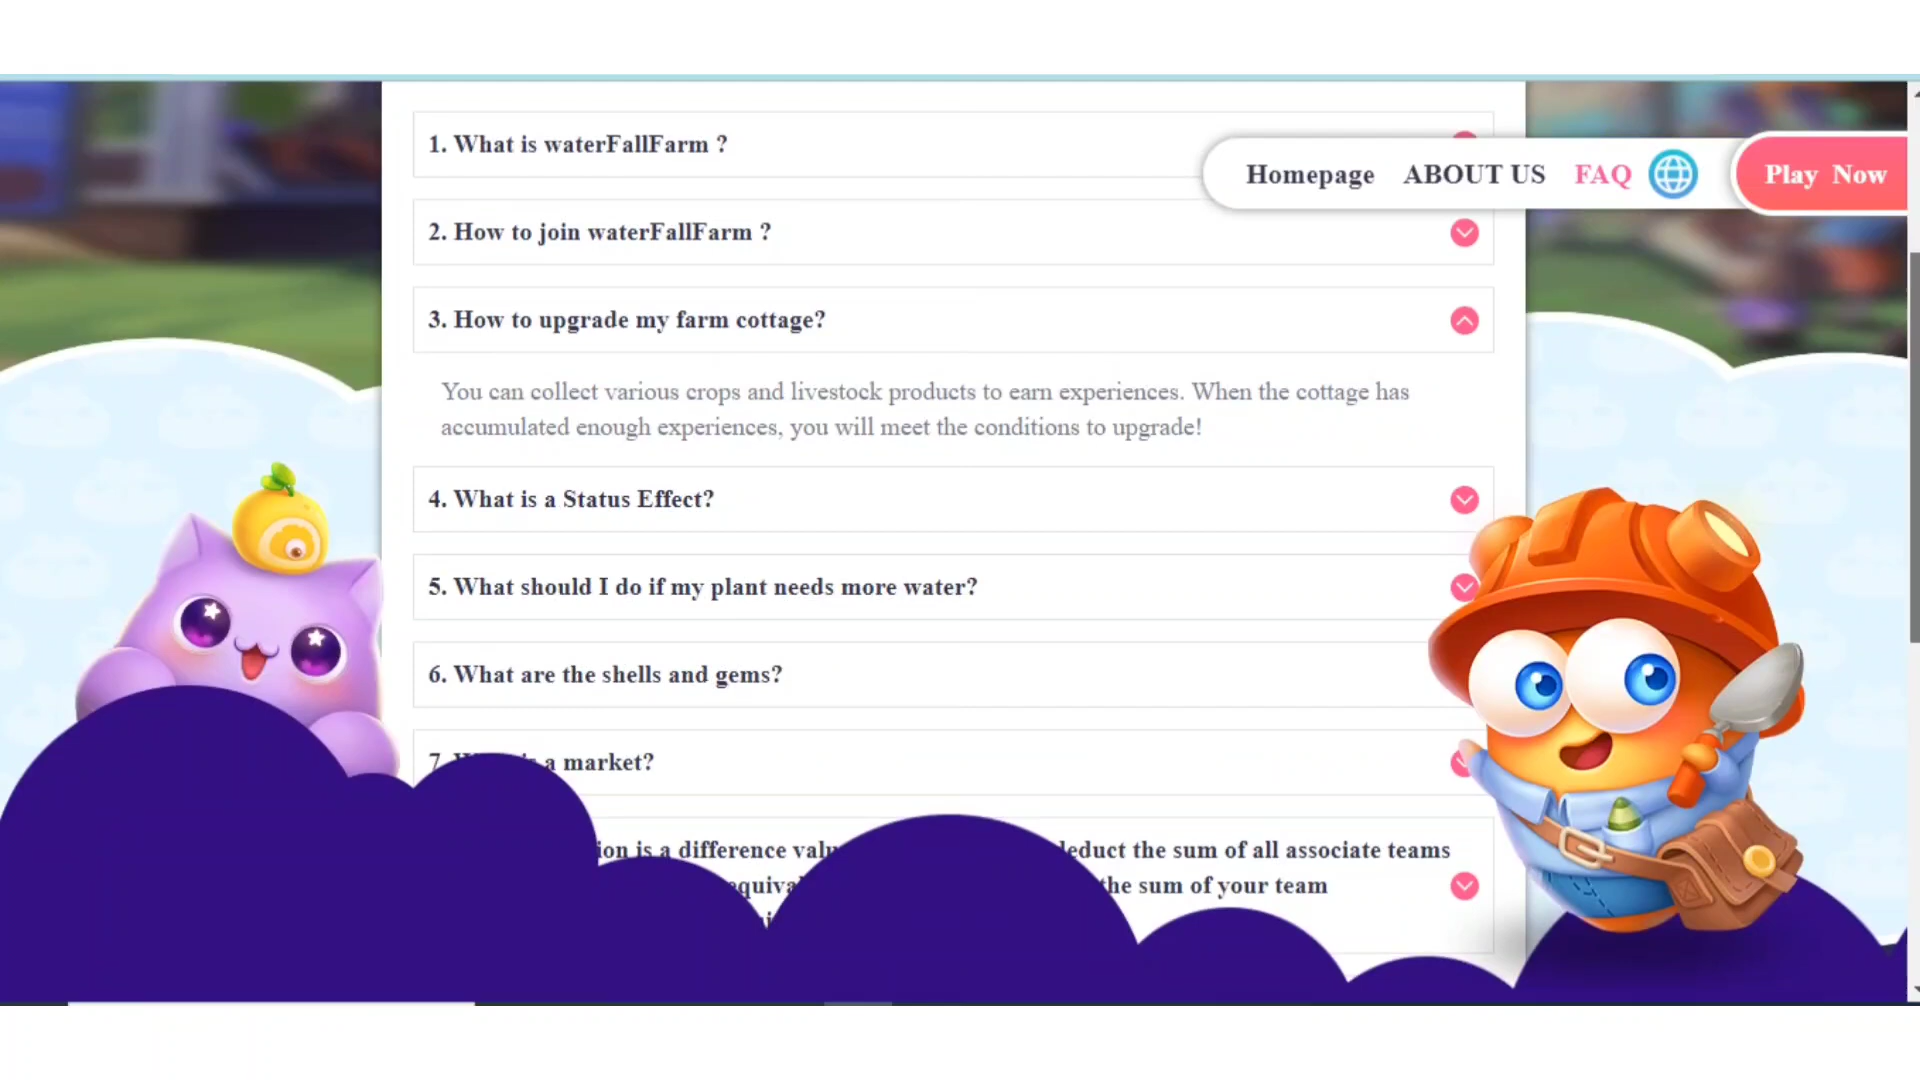 1. What is waterFallFarm ?
Homepage ABOUT US FAQ Play Now
2. How to join waterFallFarm ?
3. How to upgrade my farm cottage?
You can collect various crops and livestock products to earn experiences. When the cottage has
accumulated enough experiences, you will meet the conditions to upgrade!
4. What is a Status Effect?
5. What should I do if my plant needs more water?
6. What are the shells and gems?
7. a market?
is a difference the sum of all associate teams
the sum of your team